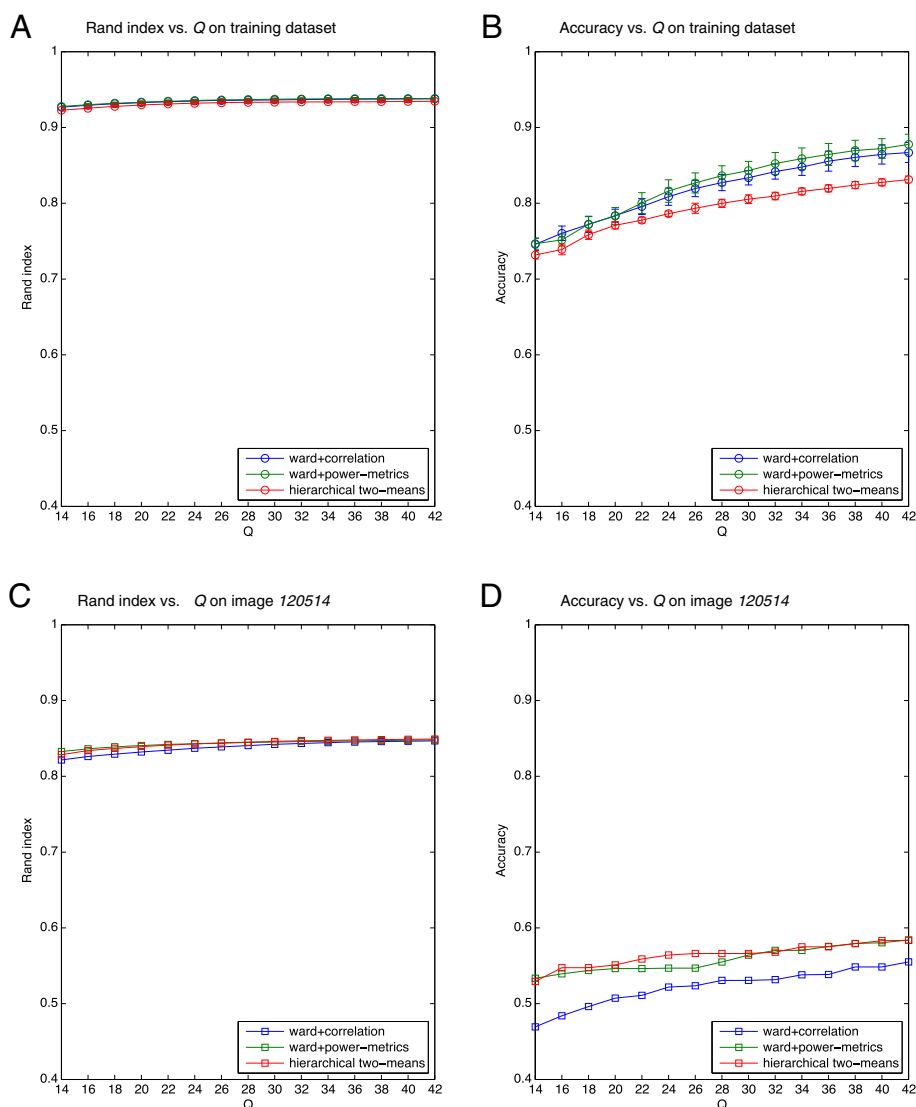 A
Rand index vs. Q on training dataset
1
0.9
0.8
0.7
0.6
0.5
0.4
Rand index
ward+correlation
ward+power−metrics
hierarchical two−means
14 16 18 20 22 24 26 28 30 32 34 36 38 40 42
Q
B
Accuracy vs. Q on training dataset
1
0.9
0.8
0.7
0.6
0.5
0.4
Accuracy
ward+correlation
ward+power−metrics
hierarchical two−means
14 16 18 20 22 24 26 28 30 32 34 36 38 40 42
Q
C
Rand index vs. Q on image 120514
1
0.9
0.8
0.7
0.6
0.5
0.4
Rand index
ward+correlation
ward+power−metrics
hierarchical two−means
14 16 18 20 22 24 26 28 30 32 34 36 38 40 42
Q
D
Accuracy vs. Q on image 120514
1
0.9
0.8
0.7
0.6
0.5
0.4
Accuracy
ward+correlation
ward+power−metrics
hierarchical two−means
14 16 18 20 22 24 26 28 30 32 34 36 38 40 42
Q